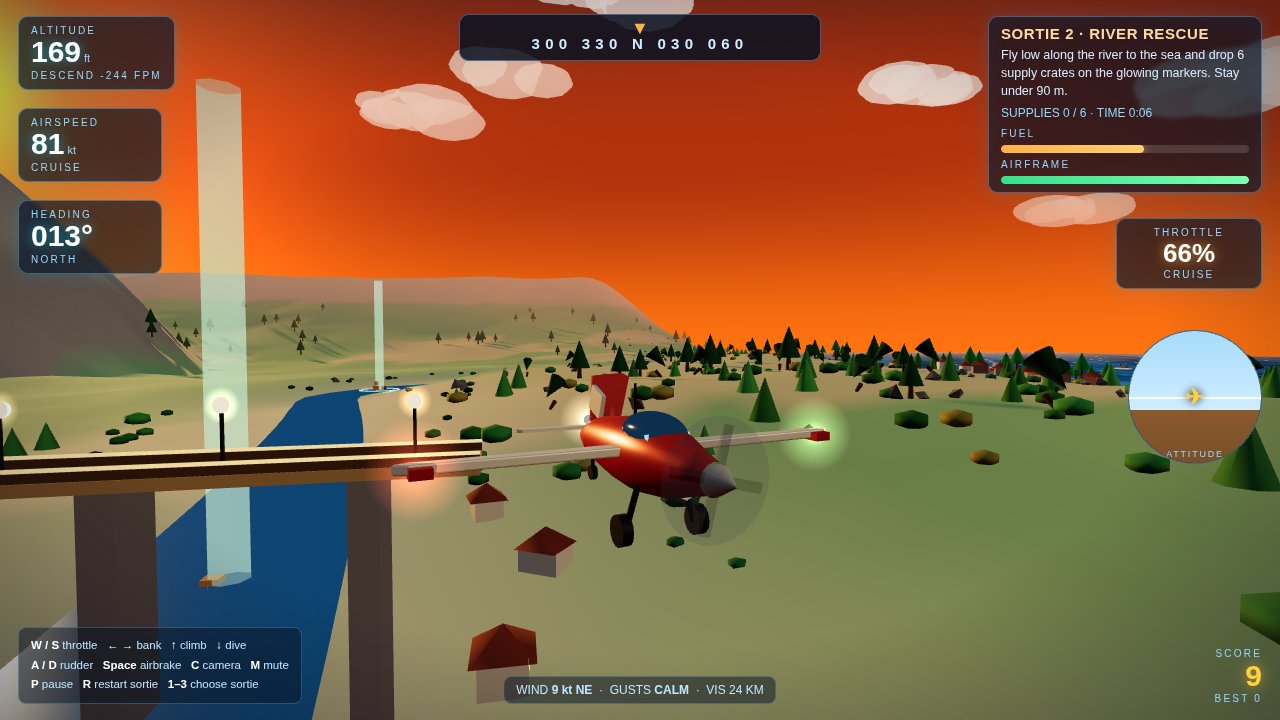 ALTITUDE
169 ft
DESCEND -244 FPM
AIRSPEED
81 kt
CRUISE
HEADING
013°
NORTH
▼
300 330 N 030 060
SORTIE 2 · RIVER RESCUE
Fly low along the river to the sea and drop 6
supply crates on the glowing markers. Stay
under 90 m.
SUPPLIES 0 / 6 · TIME 0:06
FUEL
AIRFRAME
THROTTLE
66%
CRUISE
ATTITUDE
W / S throttle ← → bank ↑ climb ↓ dive
A / D rudder Space airbrake C camera M mute
P pause R restart sortie 1–3 choose sortie
WIND 9 kt NE · GUSTS CALM · VIS 24 KM
SCORE
9
BEST 0